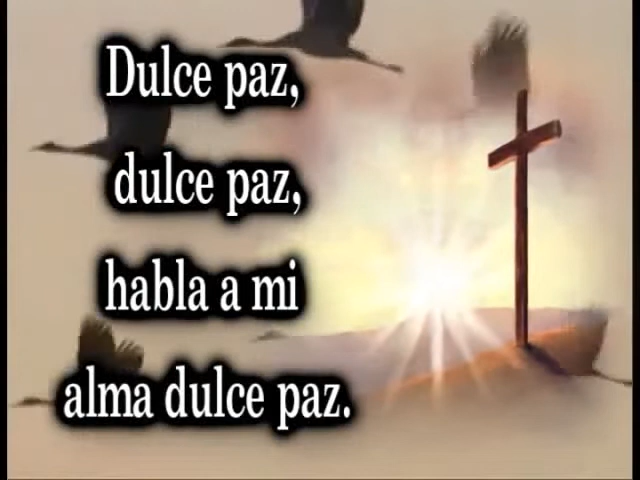 Dulce paz,
dulce paz,
habla a mi
alma dulce paz.